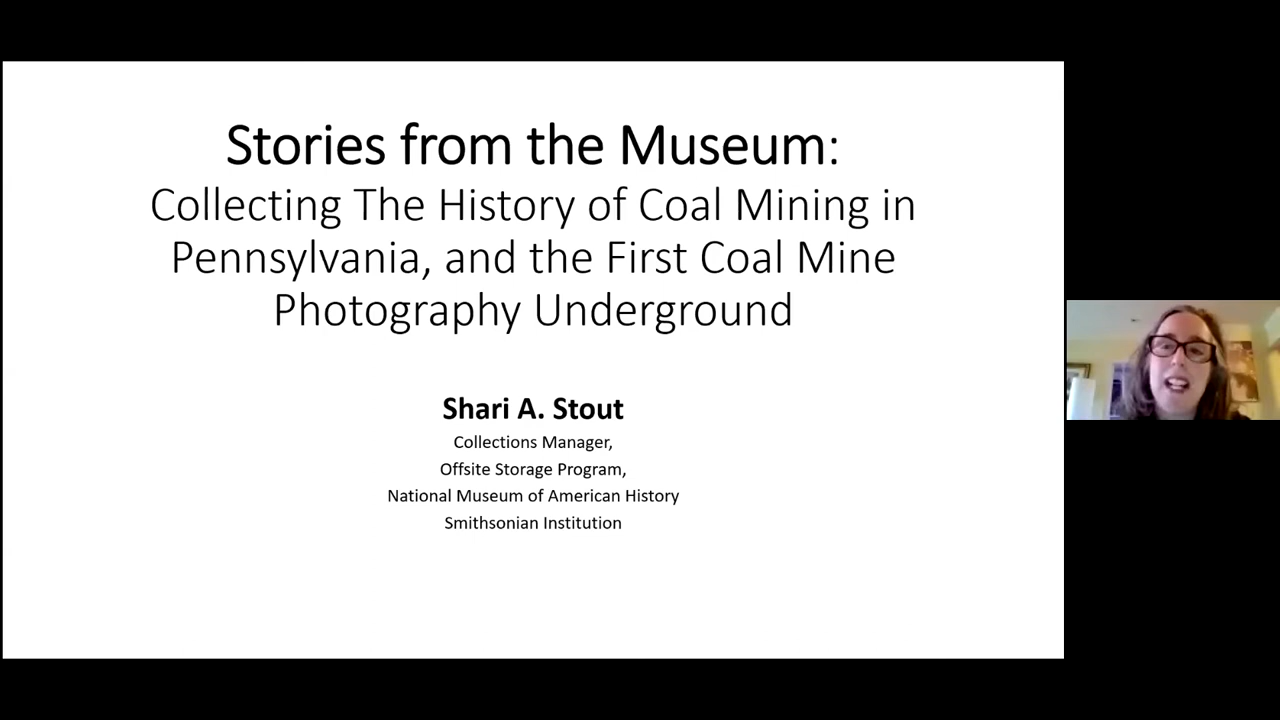 Stories from the Museum:
Collecting The History of Coal Mining in
Pennsylvania, and the First Coal Mine
Photography Underground
Shari A. Stout
Collections Manager,
Offsite Storage Program,
National Museum of American History
Smithsonian Institution